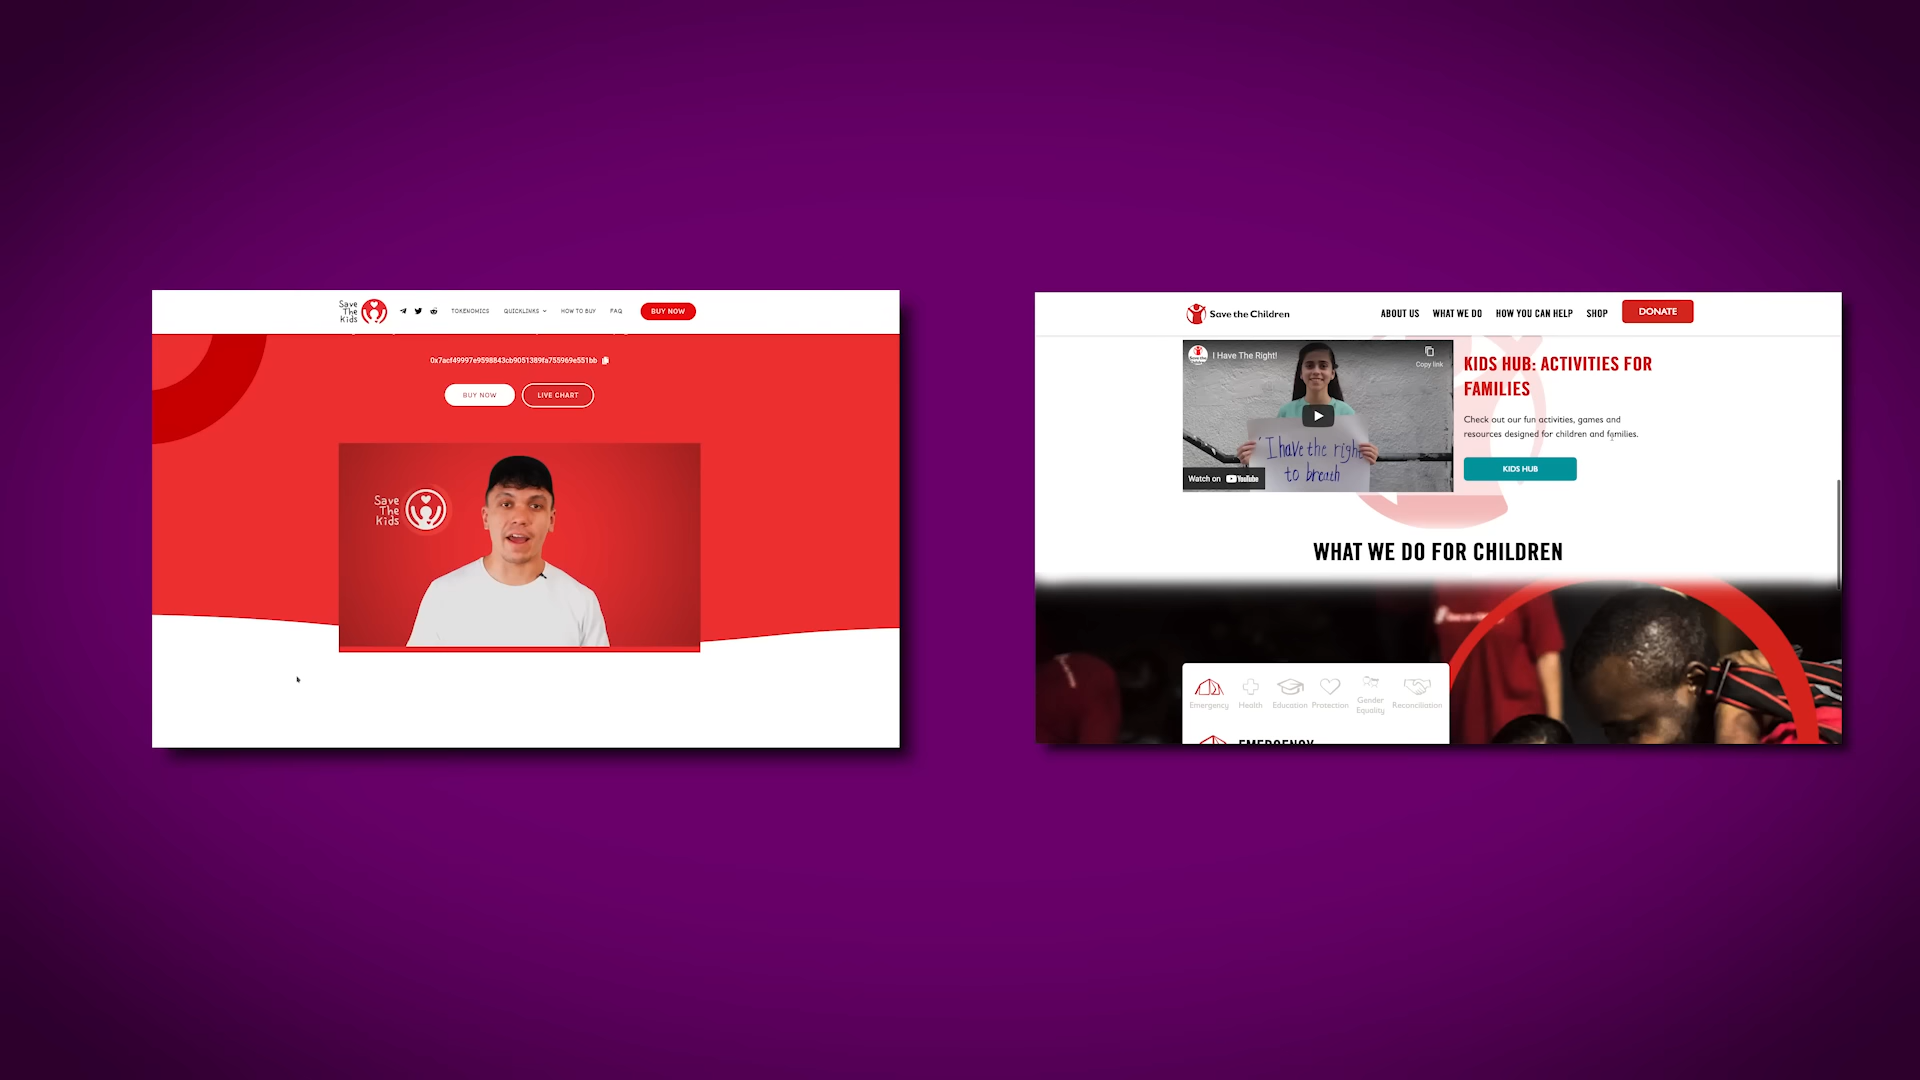 Save
The
Kids
TOKENOMICS
QUICKLINKS
HOW TO BUY
FAQ
BUY NOW
0x7acf49997e9598843cb9051389fa755969e551bb
BUY NOW
LIVE CHART
Save
The
Kids
Save the Children
ABOUT US
WHAT WE DO
HOW YOU CAN HELP
SHOP
DONATE
I Have The Right!
Copy link
'I have the right
to breath
Watch on YouTube
KIDS HUB: ACTIVITIES FOR
FAMILIES
Check out our fun activities, games and
resources designed for children and families.
KIDS HUB
WHAT WE DO FOR CHILDREN
Emergency
Health
Education
Protection
Gender
Equality
Reconciliation
EMERGENCY